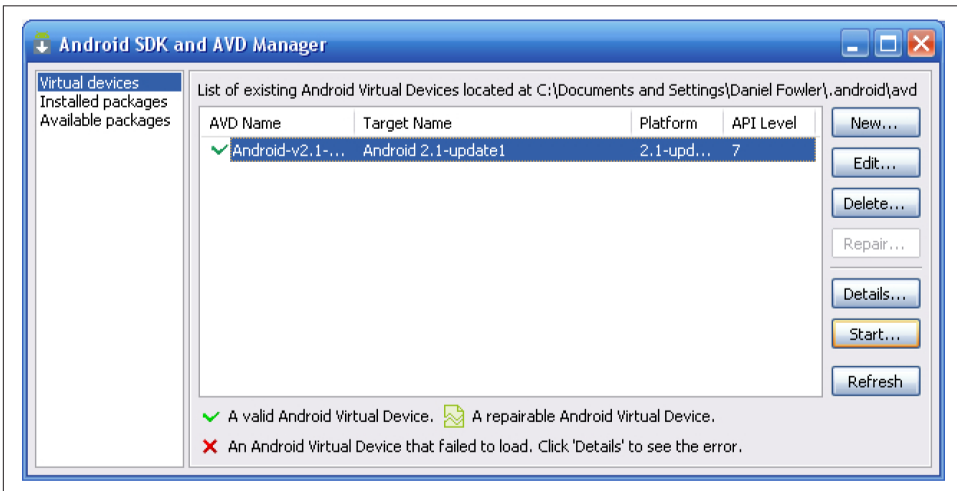 Android SDK and AVD Manager
Virtual devices
Installed packages
Available packages
List of existing Android Virtual Devices located at C:\Documents and Settings\Daniel Fowler\.android\avd
AVD Name Target Name Platform API Level
Android-v2.1-... Android 2.1-update1 2.1-upd... 7
New...
Edit...
Delete...
Repair...
Details...
Start...
Refresh
A valid Android Virtual Device. A repairable Android Virtual Device.
An Android Virtual Device that failed to load. Click 'Details' to see the error.